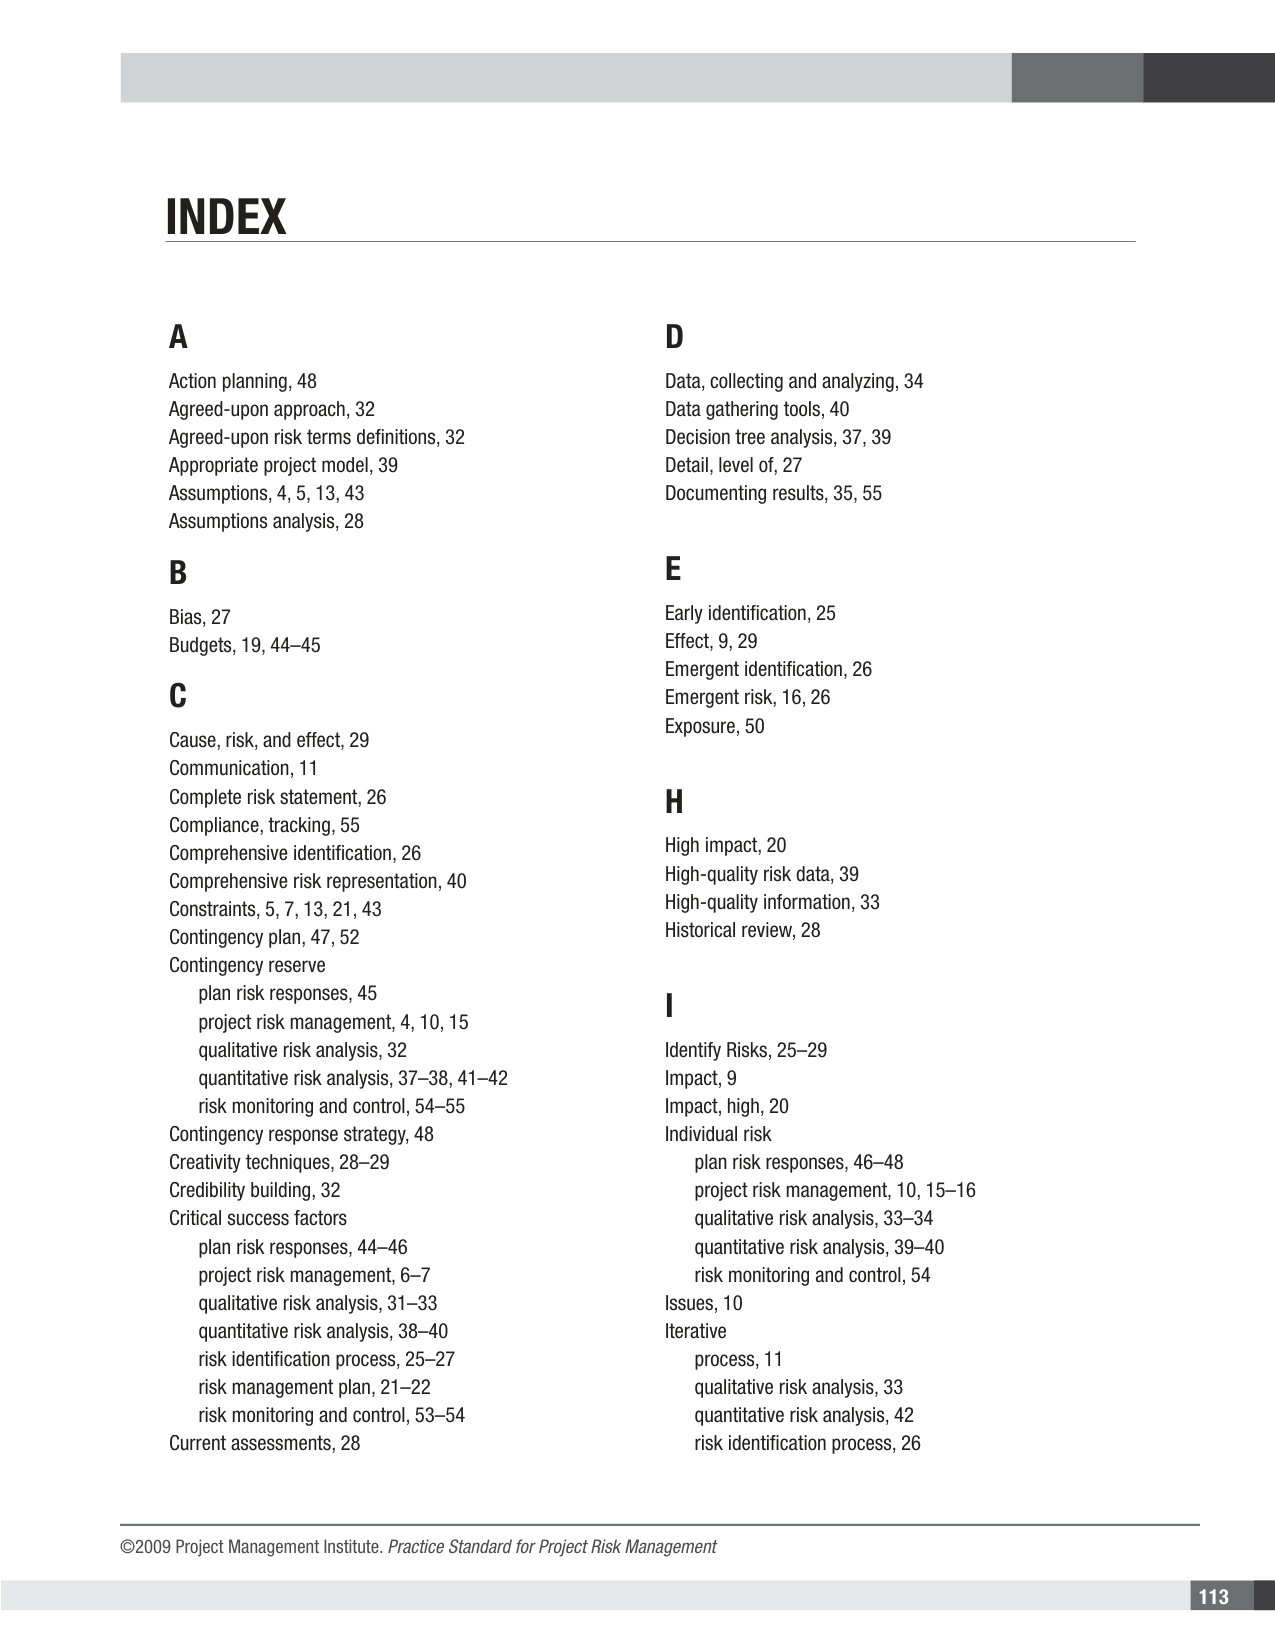 INDEX
A
Action planning, 48
Agreed-upon approach, 32
Agreed-upon risk terms definitions, 32
Appropriate project model, 39
Assumptions, 4, 5, 13, 43
Assumptions analysis, 28
B
Bias, 27
Budgets, 19, 44–45
C
Cause, risk, and effect, 29
Communication, 11
Complete risk statement, 26
Compliance, tracking, 55
Comprehensive identification, 26
Comprehensive risk representation, 40
Constraints, 5, 7, 13, 21, 43
Contingency plan, 47, 52
Contingency reserve
plan risk responses, 45
project risk management, 4, 10, 15
qualitative risk analysis, 32
quantitative risk analysis, 37–38, 41–42
risk monitoring and control, 54–55
Contingency response strategy, 48
Creativity techniques, 28–29
Credibility building, 32
Critical success factors
plan risk responses, 44–46
project risk management, 6–7
qualitative risk analysis, 31–33
quantitative risk analysis, 38–40
risk identification process, 25–27
risk management plan, 21–22
risk monitoring and control, 53–54
Current assessments, 28
D
Data, collecting and analyzing, 34
Data gathering tools, 40
Decision tree analysis, 37, 39
Detail, level of, 27
Documenting results, 35, 55
E
Early identification, 25
Effect, 9, 29
Emergent identification, 26
Emergent risk, 16, 26
Exposure, 50
H
High impact, 20
High-quality risk data, 39
High-quality information, 33
Historical review, 28
I
Identify Risks, 25–29
Impact, 9
Impact, high, 20
Individual risk
plan risk responses, 46–48
project risk management, 10, 15–16
qualitative risk analysis, 33–34
quantitative risk analysis, 39–40
risk monitoring and control, 54
Issues, 10
Iterative
process, 11
qualitative risk analysis, 33
quantitative risk analysis, 42
risk identification process, 26
©2009 Project Management Institute. Practice Standard for Project Risk Management
113